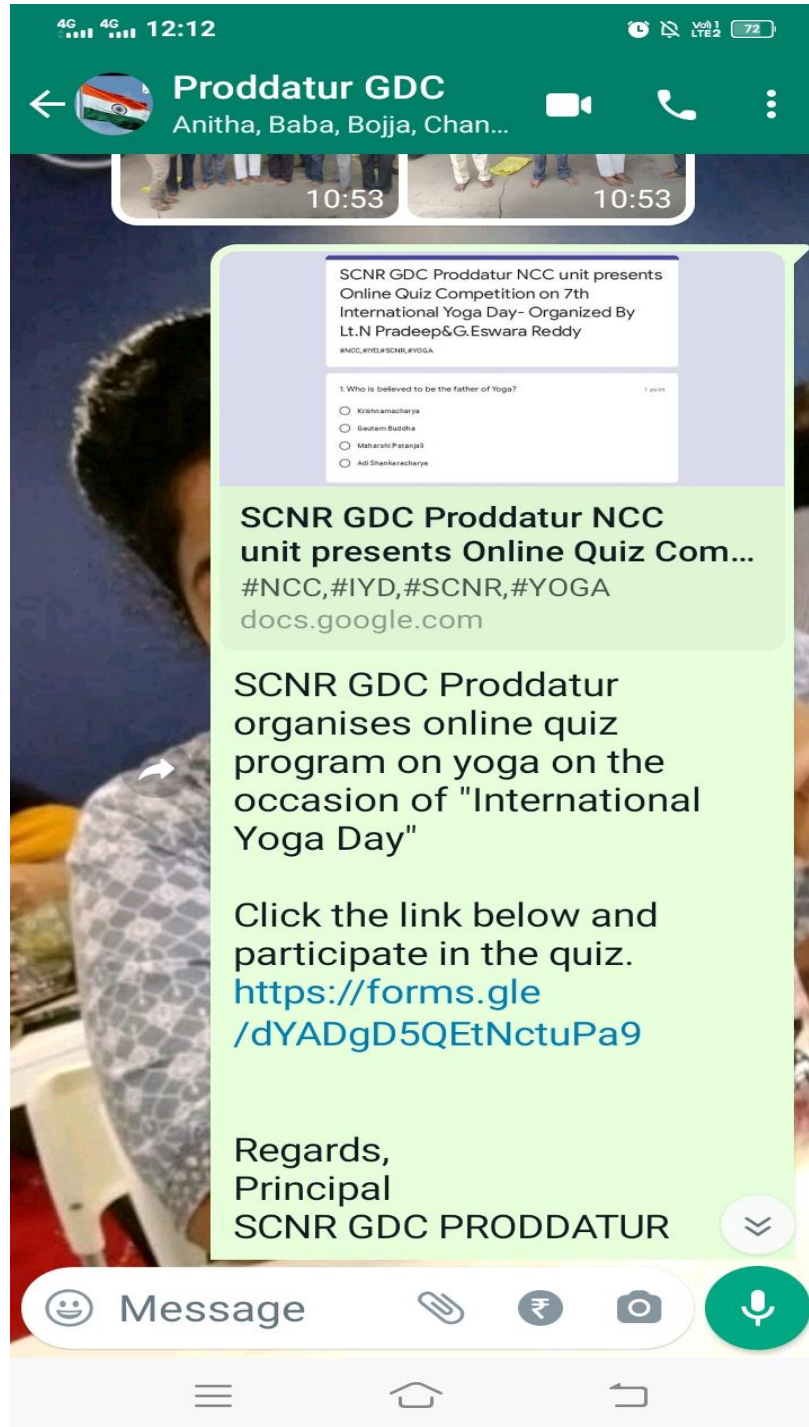 4G 4G 12:12 Vo)) 1 LTE2 72
Proddatur GDC
Anitha, Baba, Bojja, Chan...
10:53 10:53
SCNR GDC Proddatur NCC unit presents
Online Quiz Competition on 7th
International Yoga Day- Organized By
Lt.N Pradeep&G.Eswara Reddy
#NCC,#IYD,#SCNR,#YOGA
1. Who is believed to be the father of Yoga? 1 point
Krishnamacharya
Gautam Buddha
Maharshi Patanjali
Adi Shankaracharya
SCNR GDC Proddatur NCC
unit presents Online Quiz Com...
#NCC,#IYD,#SCNR,#YOGA
docs.google.com
SCNR GDC Proddatur
organises online quiz
program on yoga on the
occasion of "International
Yoga Day"
Click the link below and
participate in the quiz.
https://forms.gle
/dYADgD5QEtNctuPa9
Regards,
Principal
SCNR GDC PRODDATUR
Message